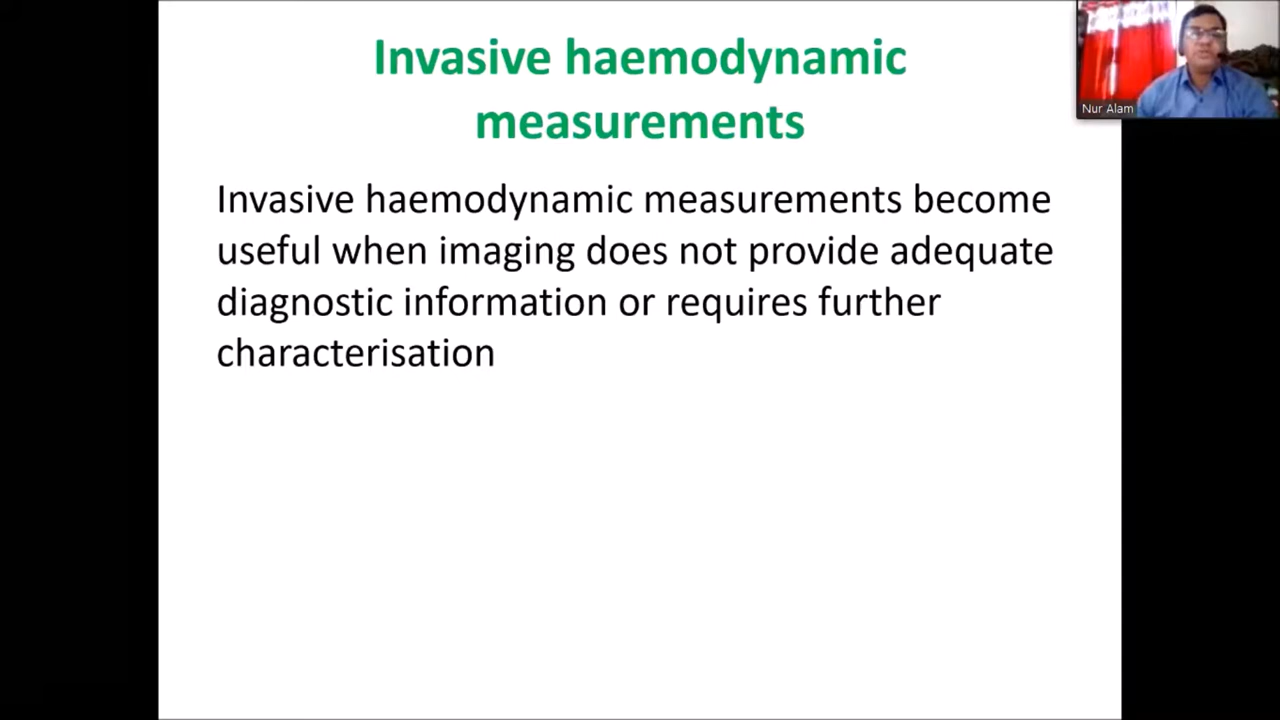 Invasive haemodynamic
measurements
Invasive haemodynamic measurements become
useful when imaging does not provide adequate
diagnostic information or requires further
characterisation
Nur Alam